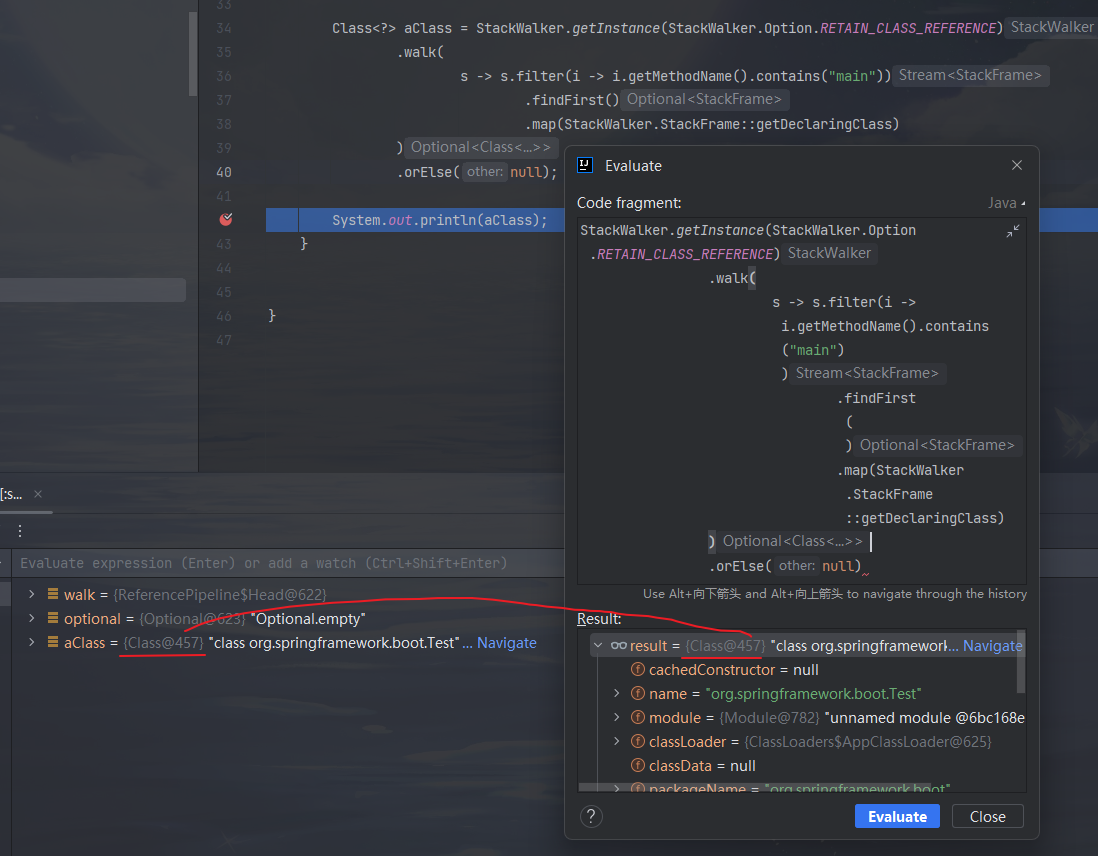 33
34 Class<?> aClass = StackWalker.getInstance(StackWalker.Option.RETAIN_CLASS_REFERENCE) StackWalker
35 .walk(
36 s -> s.filter(i -> i.getMethodName().contains("main")) Stream<StackFrame>
37 .findFirst() Optional<StackFrame>
38 .map(StackWalker.StackFrame::getDeclaringClass)
39 ) Optional<Class<...>>
40 .orElse( other: null);
41
System.out.println(aClass);
43 }
44
45
46 }
47
Evaluate
Code fragment:
Java
StackWalker.getInstance(StackWalker.Option
.RETAIN_CLASS_REFERENCE) StackWalker
.walk(
s -> s.filter(i ->
i.getMethodName().contains
("main")
) Stream<StackFrame>
.findFirst
(
) Optional<StackFrame>
.map(StackWalker
.StackFrame
::getDeclaringClass)
) Optional<Class<...>>
.orElse( other: null)
Use Alt+向下箭头 and Alt+向上箭头 to navigate through the history
Result:
result = {Class@457} "class org.springframework... Navigate
cachedConstructor = null
name = "org.springframework.boot.Test"
module = {Module@782} "unnamed module @6bc168e
classLoader = {ClassLoaders$AppClassLoader@625}
classData = null
packageName = "org.springframework.boot"
?
Evaluate
Close
[:s...
Evaluate expression (Enter) or add a watch (Ctrl+Shift+Enter)
walk = {ReferencePipeline$Head@622}
optional = {Optional@623} "Optional.empty"
aClass = {Class@457} "class org.springframework.boot.Test"... Navigate